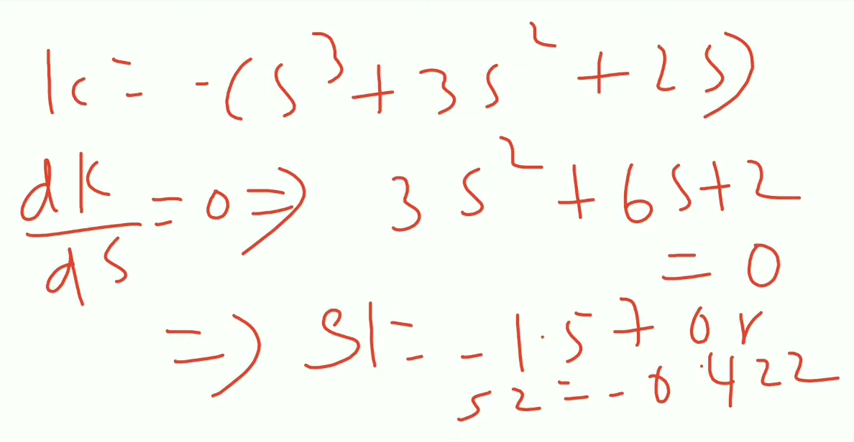 K = -(s³ + 3s² + 2s)
dK/ds = 0 ⇒ 3s² + 6s + 2
= 0
⇒ s1 = -1.57 or
s2 = -0.422